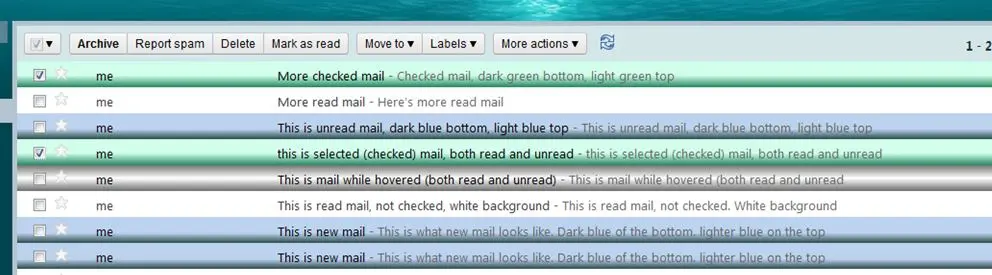 Archive Report spam Delete Mark as read Move to Labels More actions 1 - 2
me More checked mail - Checked mail, dark green bottom, light green top
me More read mail - Here's more read mail
me This is unread mail, dark blue bottom, light blue top - This is unread mail, dark blue bottom, light blue top
me this is selected (checked) mail, both read and unread - this is selected (checked) mail, both read and unread
me This is mail while hovered (both read and unread) - This is mail while hovered (both read and unread)
me This is read mail, not checked, white background - This is read mail, not checked. White background
me This is new mail - This is what new mail looks like. Dark blue of the bottom. lighter blue on the top
me This is new mail - This is what new mail looks like. Dark blue of the bottom. lighter blue on the top